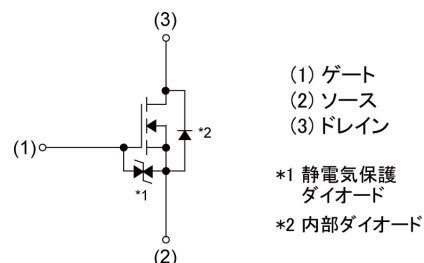 (3)
(1)
*2
*1
(2)
(1) ゲート
(2) ソース
(3) ドレイン
*1 静電気保護
ダイオード
*2 内部ダイオード